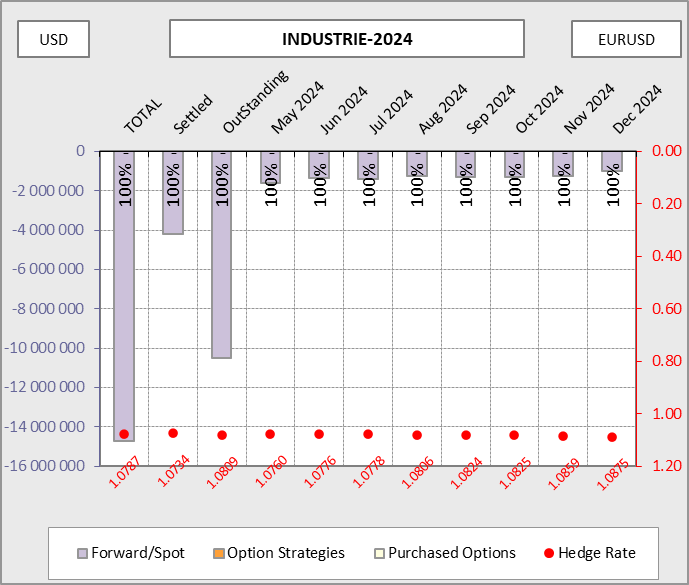 USD
INDUSTRIE-2024
EURUSD
TOTAL
Settled
OutStanding
May 2024
Jun 2024
Jul 2024
Aug 2024
Sep 2024
Oct 2024
Nov 2024
Dec 2024
0
-2 000 000
-4 000 000
-6 000 000
-8 000 000
-10 000 000
-12 000 000
-14 000 000
-16 000 000
100%
100%
100%
100%
100%
100%
100%
100%
100%
100%
100%
0.00
0.20
0.40
0.60
0.80
1.00
1.20
1.0787
1.0734
1.0809
1.0760
1.0776
1.0778
1.0806
1.0824
1.0825
1.0859
1.0875
Forward/Spot
Option Strategies
Purchased Options
Hedge Rate